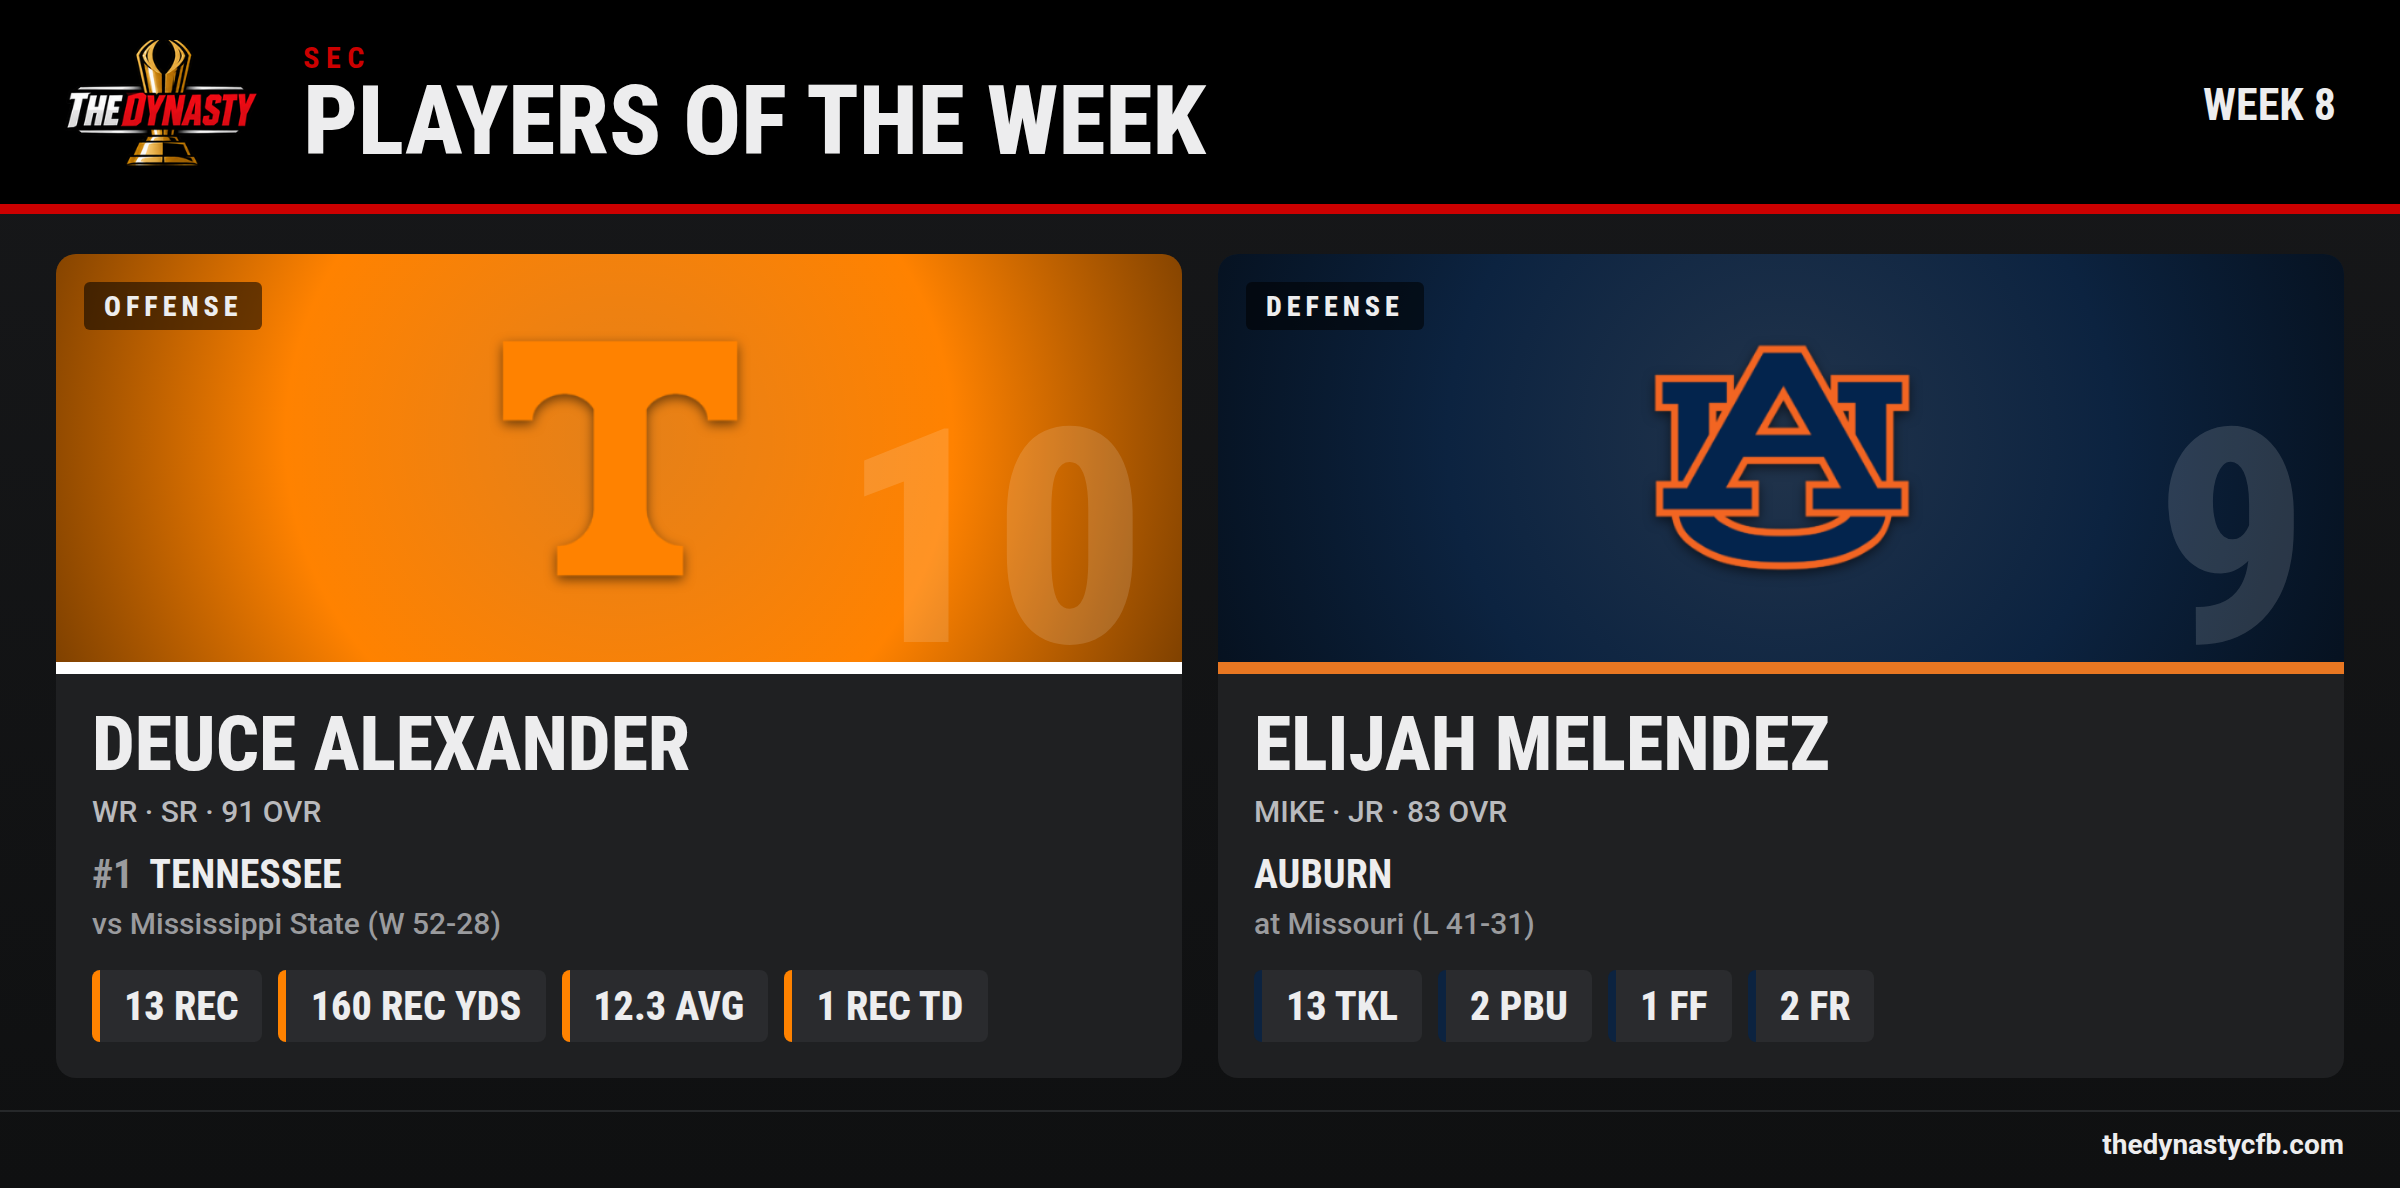 THE DYNASTY
SEC
PLAYERS OF THE WEEK
WEEK 8
OFFENSE
T
10
DEUCE ALEXANDER
WR · SR · 91 OVR
#1 TENNESSEE
vs Mississippi State (W 52-28)
13 REC
160 REC YDS
12.3 AVG
1 REC TD
DEFENSE
AU
9
ELIJAH MELENDEZ
MIKE · JR · 83 OVR
AUBURN
at Missouri (L 41-31)
13 TKL
2 PBU
1 FF
2 FR
thedynastycfb.com